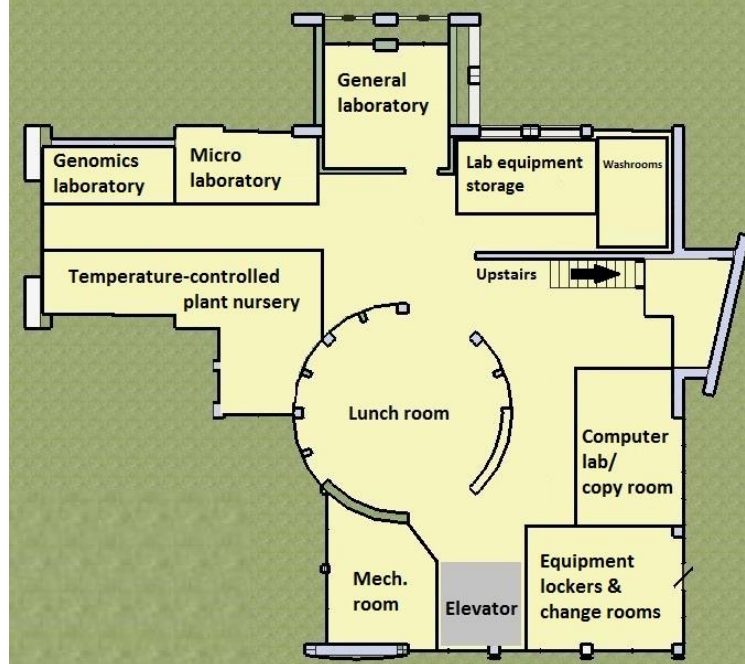 General
laboratory
Genomics
laboratory
Micro
laboratory
Lab equipment
storage
Washrooms
Temperature-controlled
plant nursery
Upstairs
Lunch room
Computer
lab/
copy room
Mech.
room
Elevator
Equipment
lockers &
change rooms